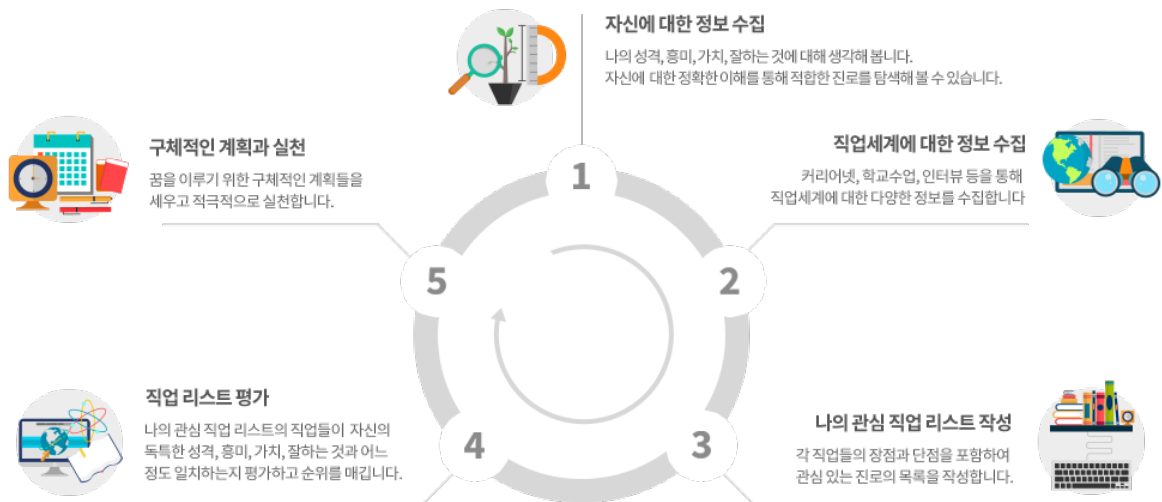 1
자신에 대한 정보 수집
나의 성격, 흥미, 가치, 잘하는 것에 대해 생각해 봅니다.
자신에 대한 정확한 이해를 통해 적합한 진로를 탐색해 볼 수 있습니다.
2
직업세계에 대한 정보 수집
커리어넷, 학교수업, 인터뷰 등을 통해
직업세계에 대한 다양한 정보를 수집합니다
3
나의 관심 직업 리스트 작성
각 직업들의 장점과 단점을 포함하여
관심 있는 진로의 목록을 작성합니다.
4
직업 리스트 평가
나의 관심 직업 리스트의 직업들이 자신의
독특한 성격, 흥미, 가치, 잘하는 것과 어느
정도 일치하는지 평가하고 순위를 매깁니다.
5
구체적인 계획과 실천
꿈을 이루기 위한 구체적인 계획들을
세우고 적극적으로 실천합니다.